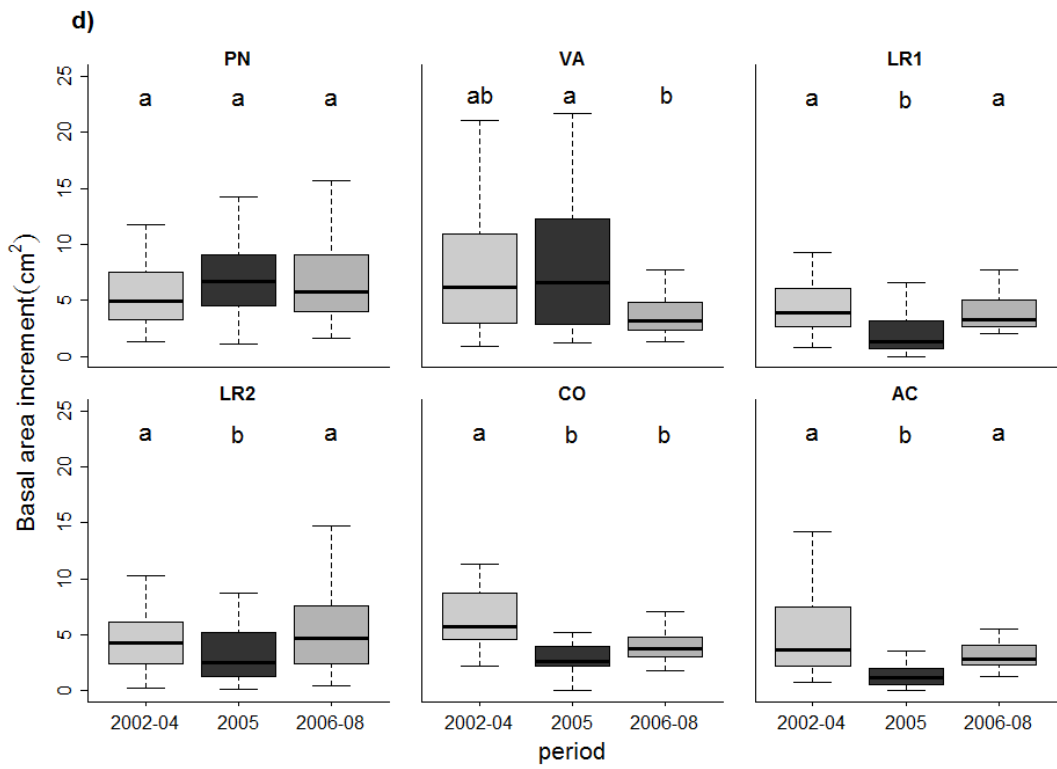 d)
PN VA LR1
25 20 15 10 5 0
a a a
ab a b
a b a
LR2 CO AC
25 20 15 10 5 0
a b a
a b b
a b a
Basal area increment(cm²)
2002-04 2005 2006-08
2002-04 2005 2006-08
2002-04 2005 2006-08
period